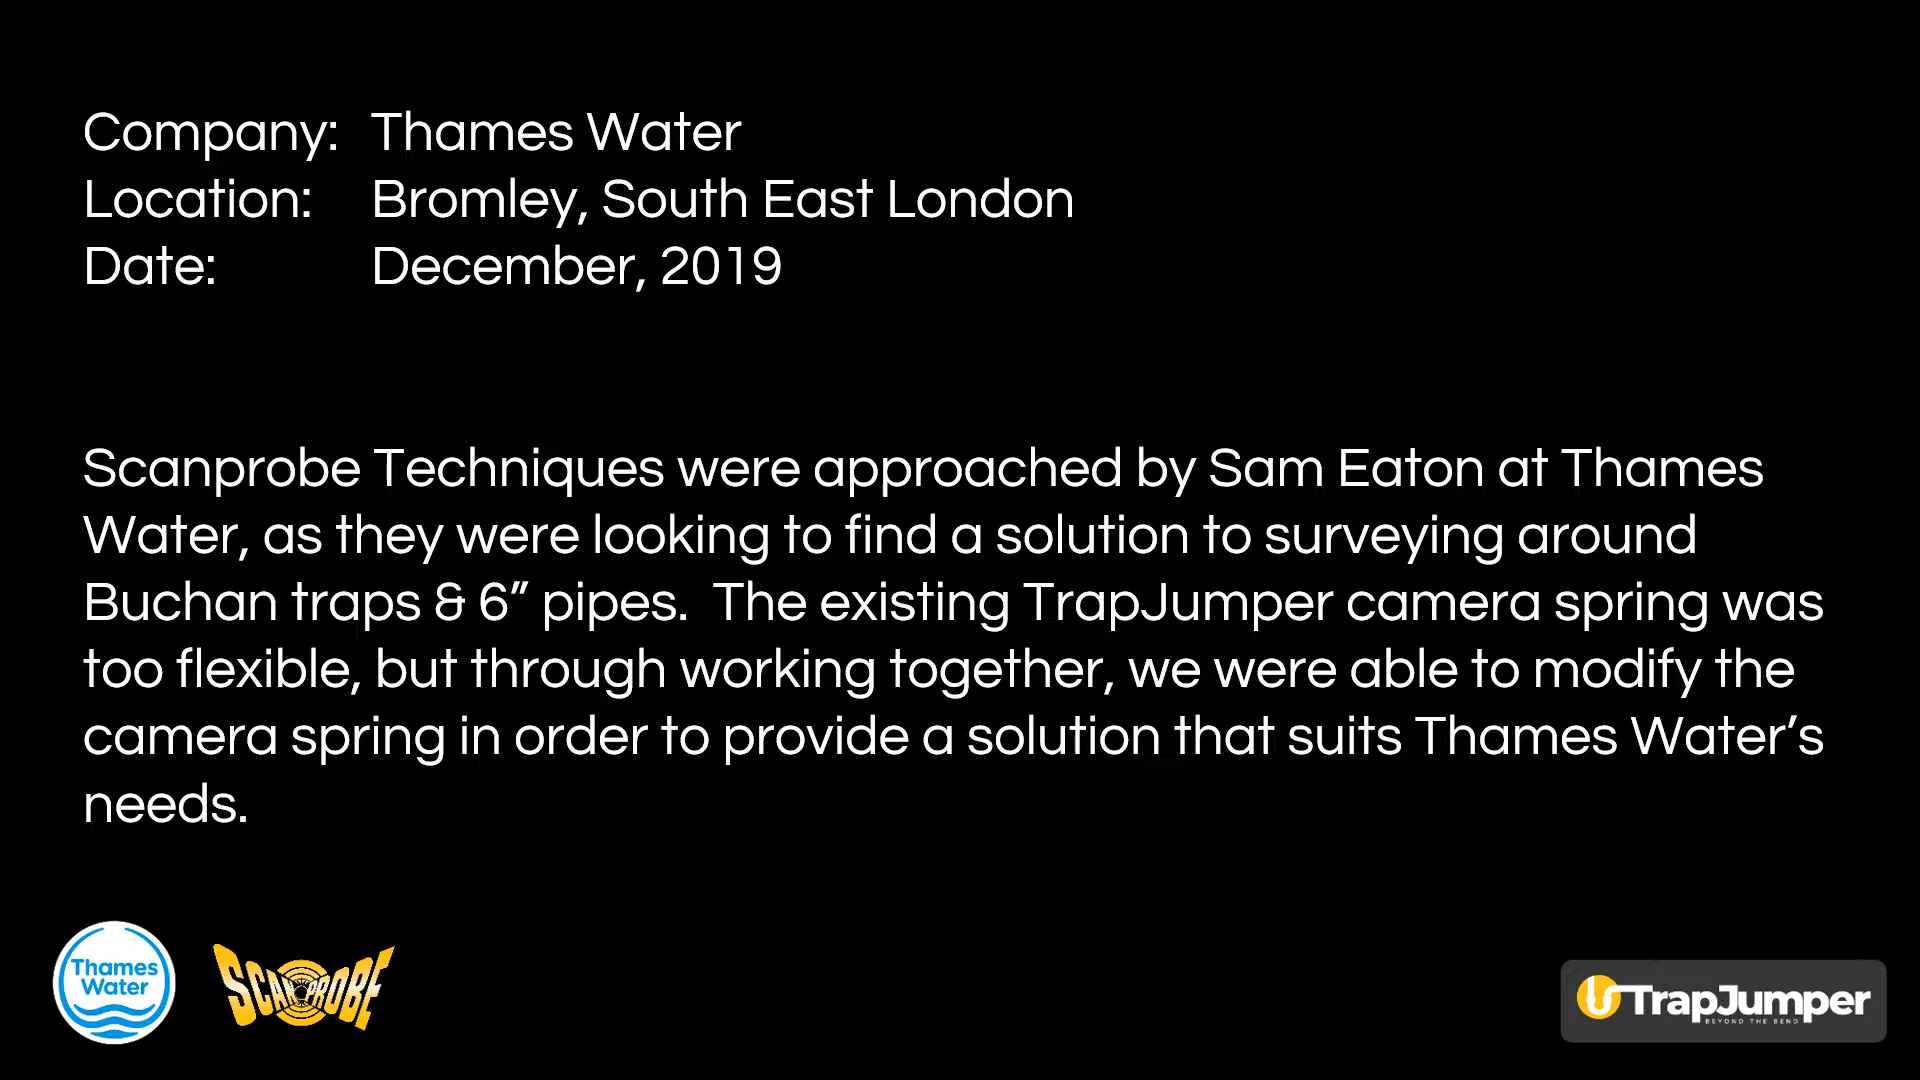 Company: Thames Water
Location: Bromley, South East London
Date: December, 2019
Scanprobe Techniques were approached by Sam Eaton at Thames
Water, as they were looking to find a solution to surveying around
Buchan traps & 6” pipes.  The existing TrapJumper camera spring was
too flexible, but through working together, we were able to modify the
camera spring in order to provide a solution that suits Thames Water’s
needs.
Thames
Water
SCANPROBE
TrapJumper
BEYOND THE BEND